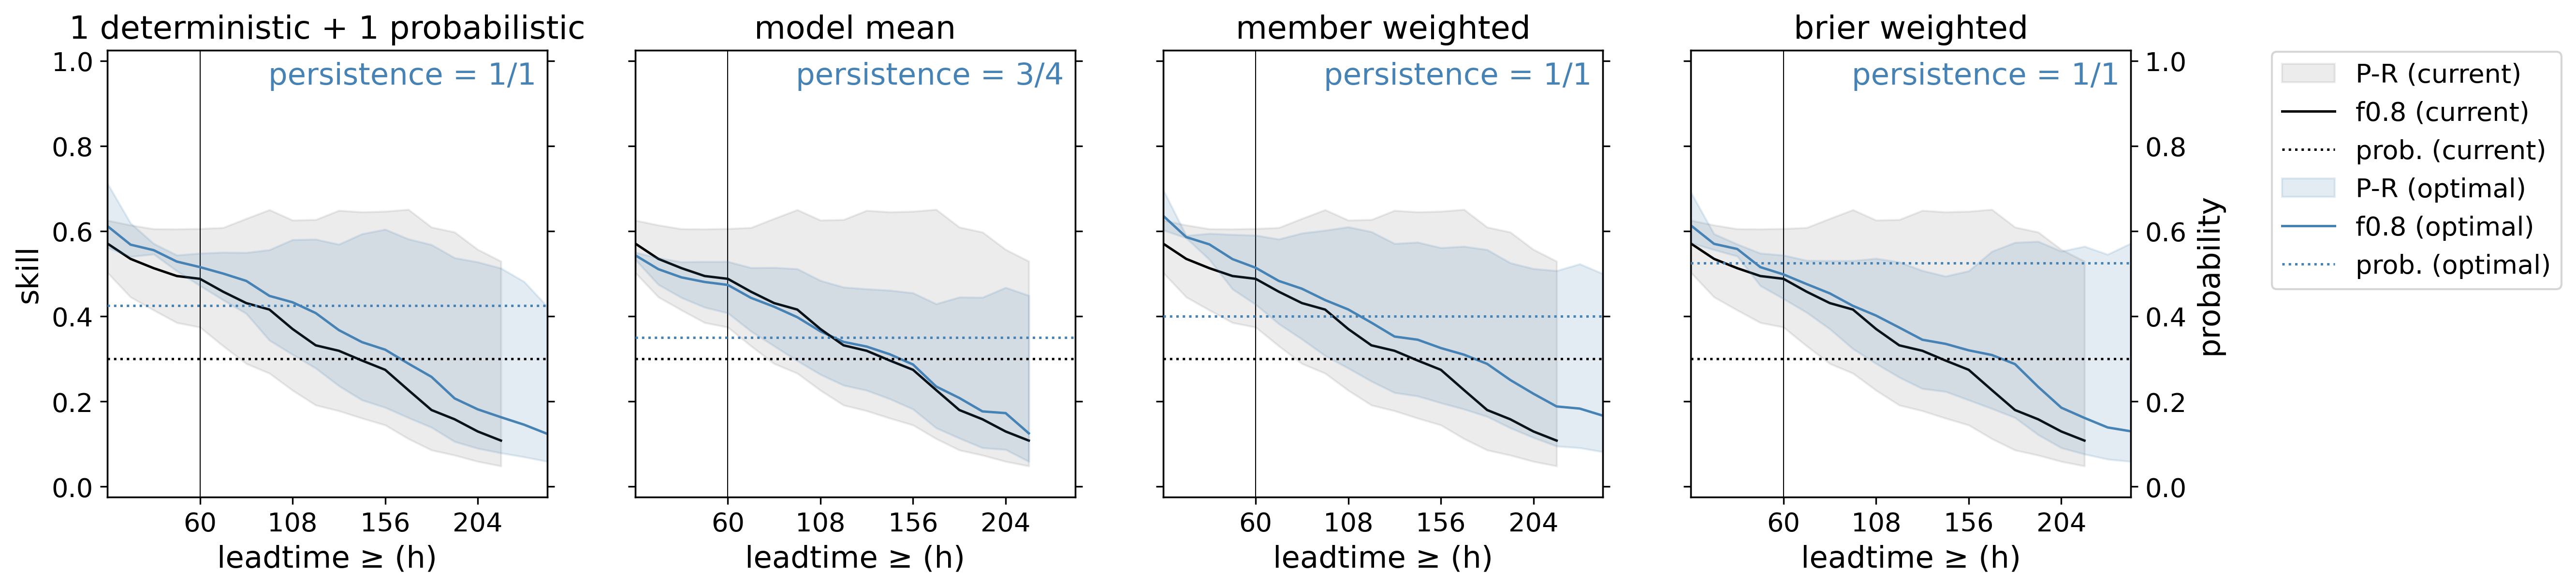 1 deterministic + 1 probabilistic
model mean
member weighted
brier weighted
persistence = 1/1
persistence = 3/4
persistence = 1/1
persistence = 1/1
1.0
0.8
0.6
0.4
0.2
0.0
skill
1.0
0.8
0.6
0.4
0.2
0.0
probability
60 108 156 204
60 108 156 204
60 108 156 204
60 108 156 204
leadtime ≥ (h)
leadtime ≥ (h)
leadtime ≥ (h)
leadtime ≥ (h)
P-R (current)
f0.8 (current)
prob. (current)
P-R (optimal)
f0.8 (optimal)
prob. (optimal)